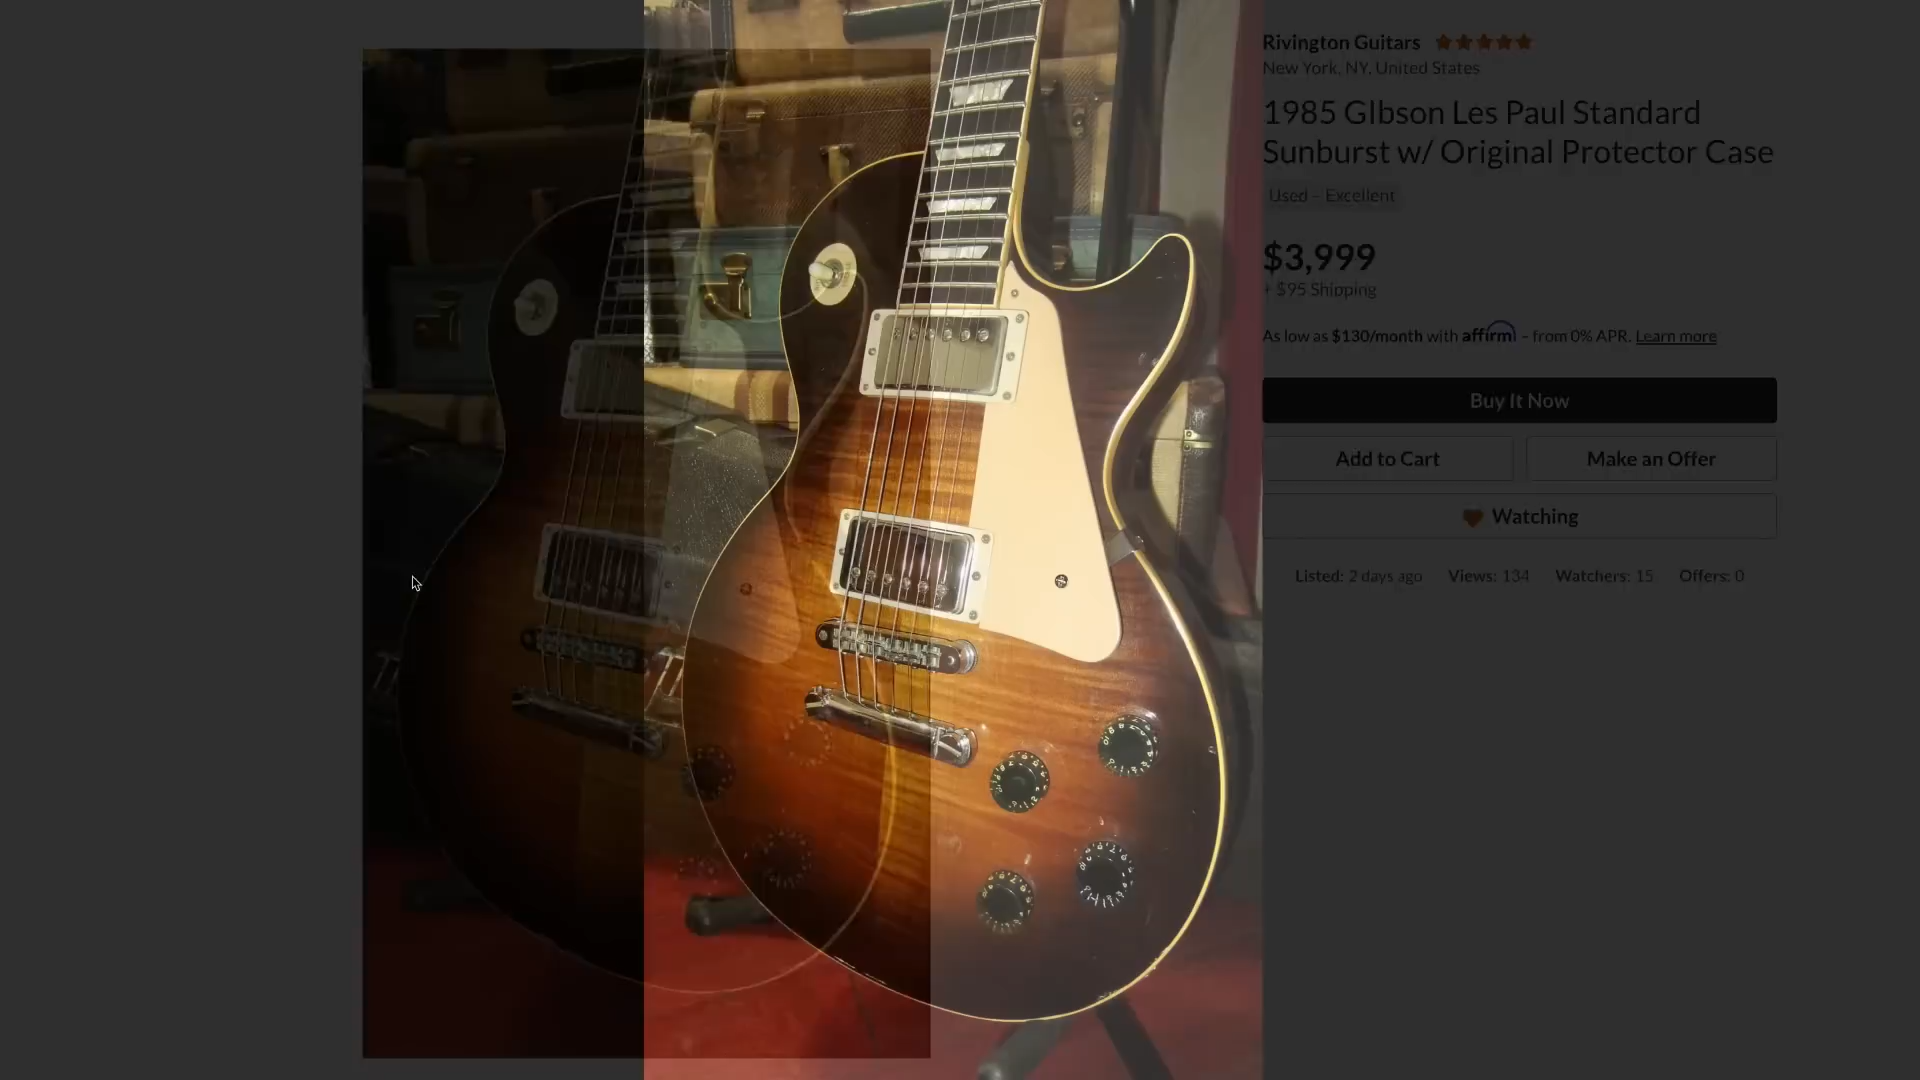 Rivington Guitars
New York, NY, United States
1985 GIbson Les Paul Standard
Sunburst w/ Original Protector Case
Used – Excellent
$3,999
+ $95 Shipping
As low as $130/month with affirm – from 0% APR. Learn more
Buy It Now
Add to Cart
Make an Offer
Watching
Listed: 2 days ago
Views: 134
Watchers: 15
Offers: 0